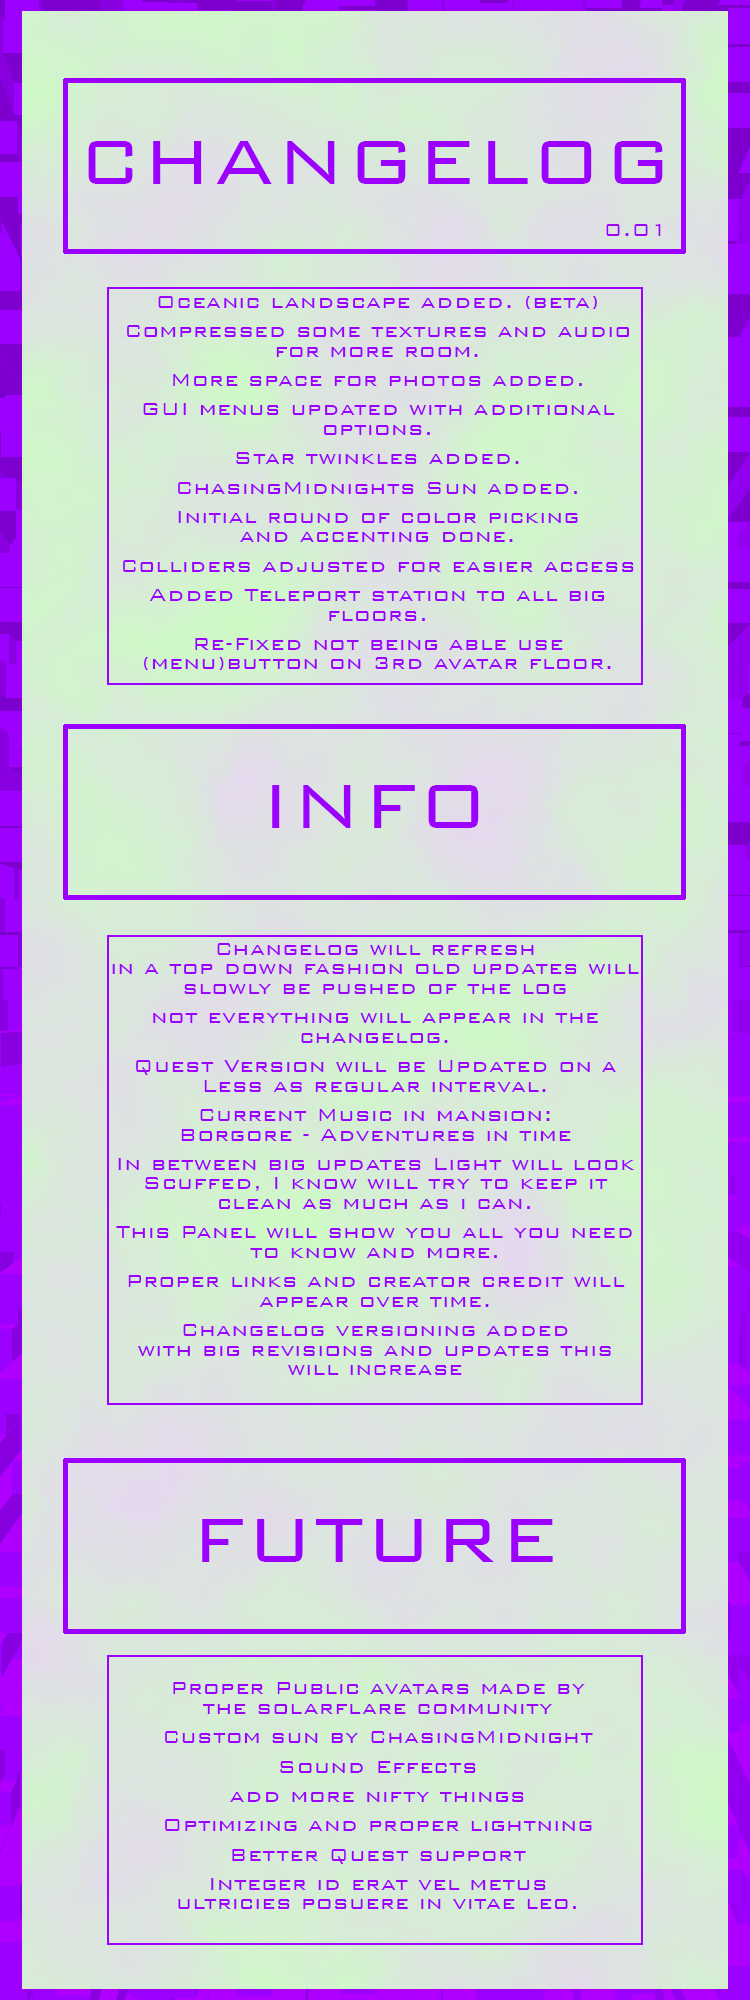 CHANGELOG
0.01
Oceanic landscape added. (beta)
Compressed some textures and audio
for more room.
More space for photos added.
GUI menus updated with additional
options.
Star twinkles added.
ChasingMidnights Sun added.
Initial round of color picking
and accenting done.
Colliders adjusted for easier access
Added Teleport station to all big
floors.
Re-Fixed not being able use
(menu)button on 3rd avatar floor.
INFO
Changelog will refresh
in a top down fashion old updates will
slowly be pushed of the log
not everything will appear in the
changelog.
Quest Version will be Updated on a
Less as regular interval.
Current Music in mansion:
Borgore - Adventures in time
In between big updates Light will look
Scuffed, I know will try to keep it
clean as much as i can.
This Panel will show you all you need
to know and more.
Proper links and creator credit will
appear over time.
Changelog versioning added
with big revisions and updates this
will increase
FUTURE
Proper Public avatars made by
the solarflare community
Custom sun by ChasingMidnight
Sound Effects
add more nifty things
Optimizing and proper lightning
Better Quest support
Integer id erat vel metus
ultricies posuere in vitae leo.